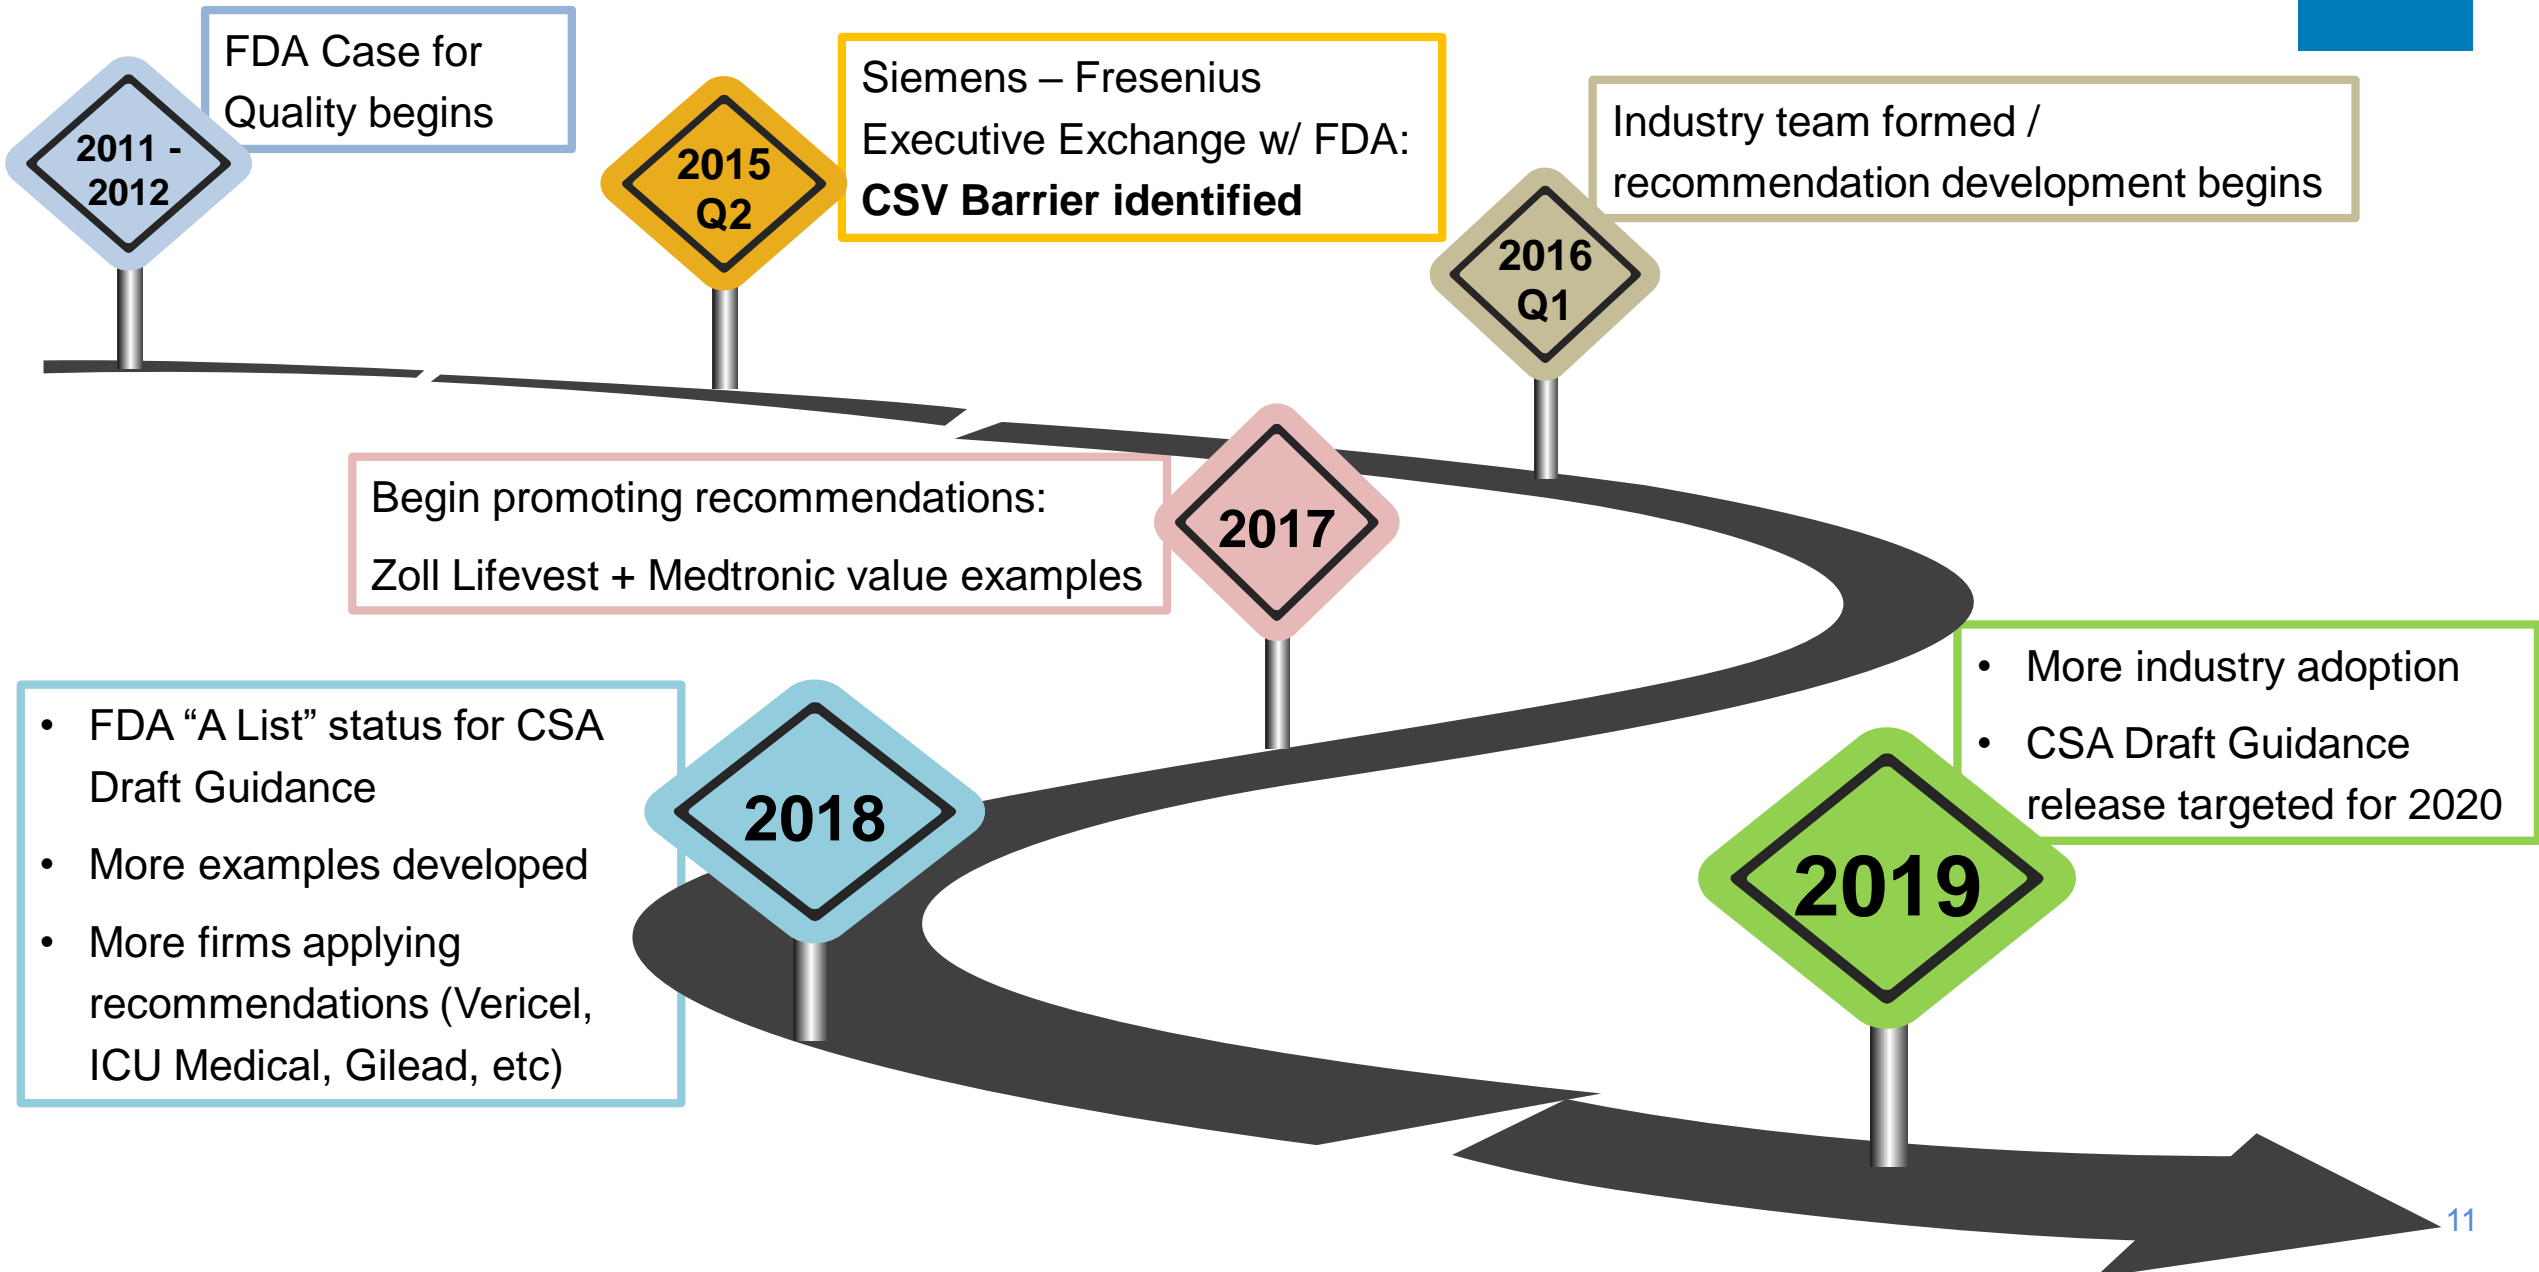 2011 -
2012
FDA Case for
Quality begins
2015
Q2
Siemens – Fresenius
Executive Exchange w/ FDA:
CSV Barrier identified
2016
Q1
Industry team formed /
recommendation development begins
2017
Begin promoting recommendations:
Zoll Lifevest + Medtronic value examples
2018
• FDA “A List” status for CSA
Draft Guidance
• More examples developed
• More firms applying
recommendations (Vericel,
ICU Medical, Gilead, etc)
2019
• More industry adoption
• CSA Draft Guidance
release targeted for 2020
11